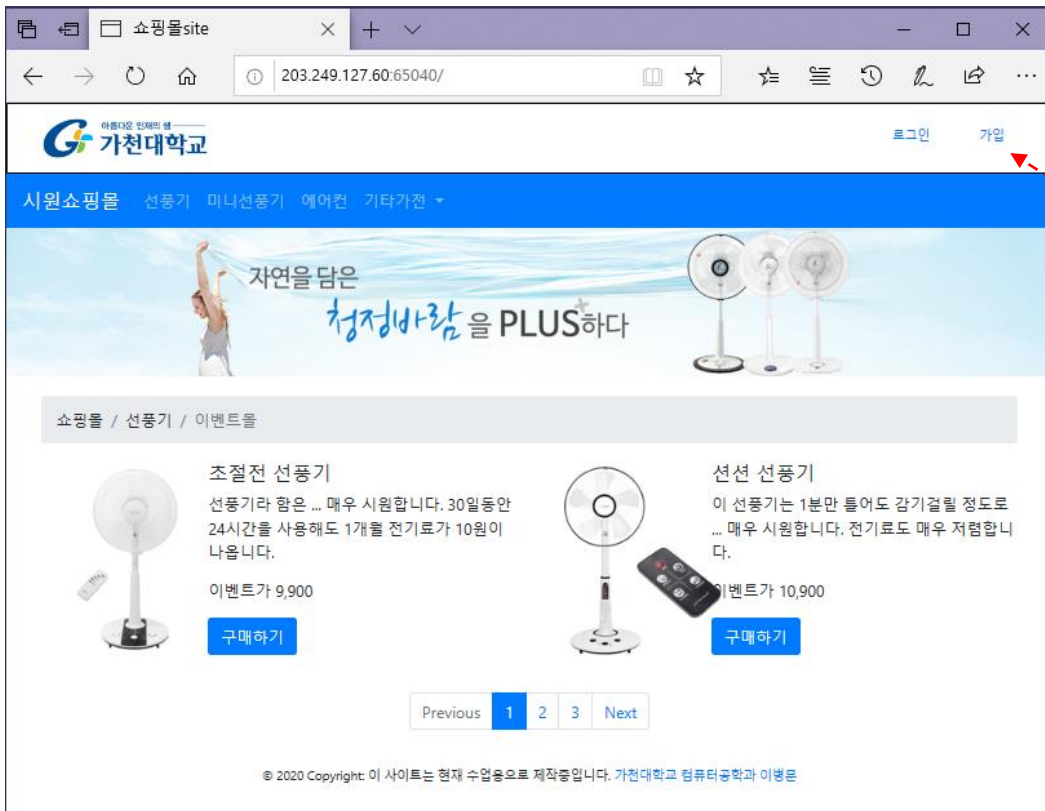 쇼핑몰site
203.249.127.60:65040/
아름다운 인재의 샘
가천대학교
로그인 가입
시원쇼핑몰 선풍기 미니선풍기 에어컨 기타가전
자연을 담은
청정바람을 PLUS+하다
쇼핑몰 / 선풍기 / 이벤트몰
초절전 선풍기
선풍기라 함은 ... 매우 시원합니다. 30일동안
24시간을 사용해도 1개월 전기료가 10원이
나옵니다.
이벤트가 9,900
구매하기
션션 선풍기
이 선풍기는 1분만 틀어도 감기걸릴 정도로
... 매우 시원합니다. 전기료도 매우 저렴합니
다.
이벤트가 10,900
구매하기
Previous 1 2 3 Next
© 2020 Copyright: 이 사이트는 현재 수업용으로 제작중입니다. 가천대학교 컴퓨터공학과 이병문